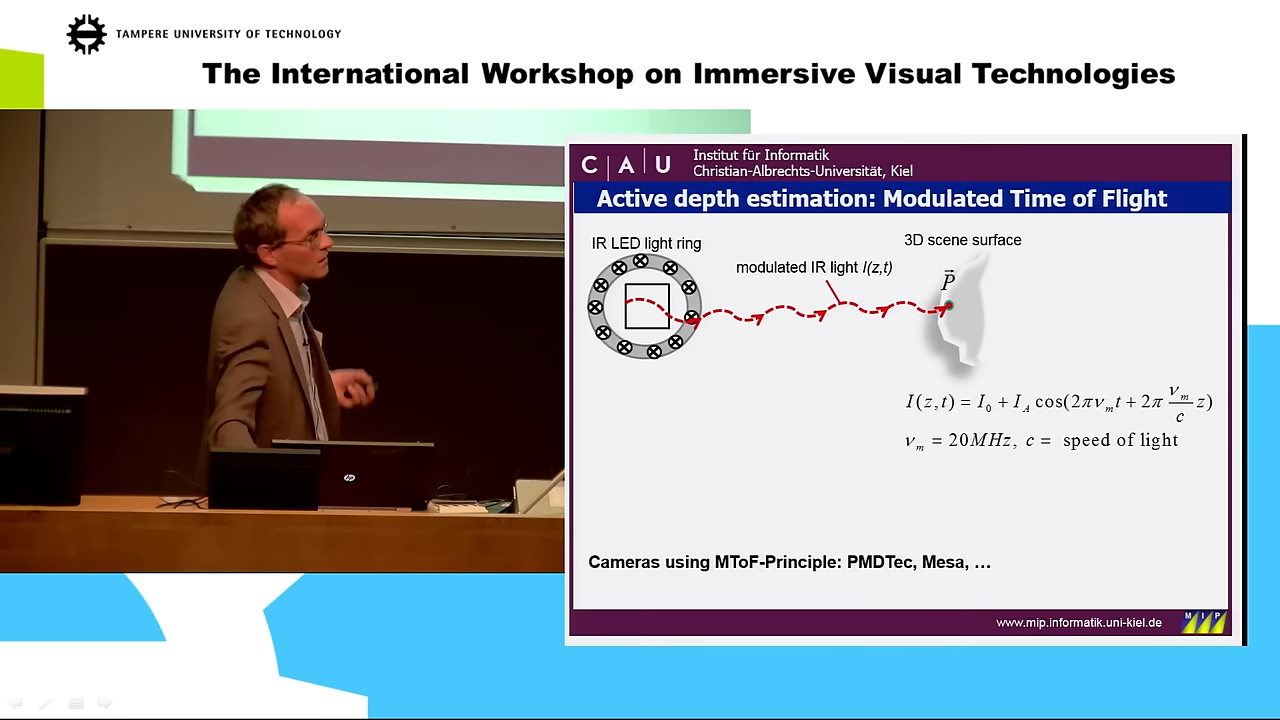 TAMPERE UNIVERSITY OF TECHNOLOGY
The International Workshop on Immersive Visual Technologies
C A U
Institut für Informatik
Christian-Albrechts-Universität, Kiel
Active depth estimation: Modulated Time of Flight
IR LED light ring
3D scene surface
modulated IR light I(z,t)
P⃗
I(z,t) = I₀ + I_A cos(2πν_m t + 2π ν_m/c z)
ν_m = 20MHz, c = speed of light
Cameras using MToF-Principle: PMDTec, Mesa, …
www.mip.informatik.uni-kiel.de
M I P
hp